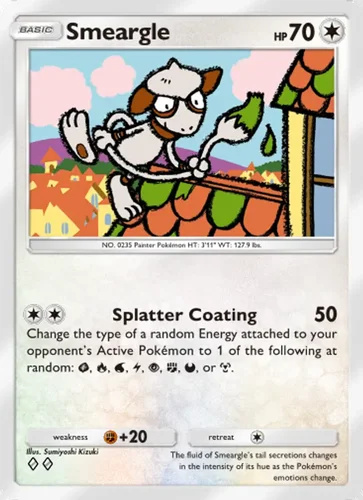 BASIC Smeargle HP 70
NO. 0235 Painter Pokémon HT: 3'11" WT: 127.9 lbs.
Splatter Coating 50
Change the type of a random Energy attached to your
opponent's Active Pokémon to 1 of the following at
random: , , , , , , , or .
weakness +20 retreat
Illus. Sumiyoshi Kizuki
The fluid of Smeargle's tail secretions changes
in the intensity of its hue as the Pokémon's
emotions change.